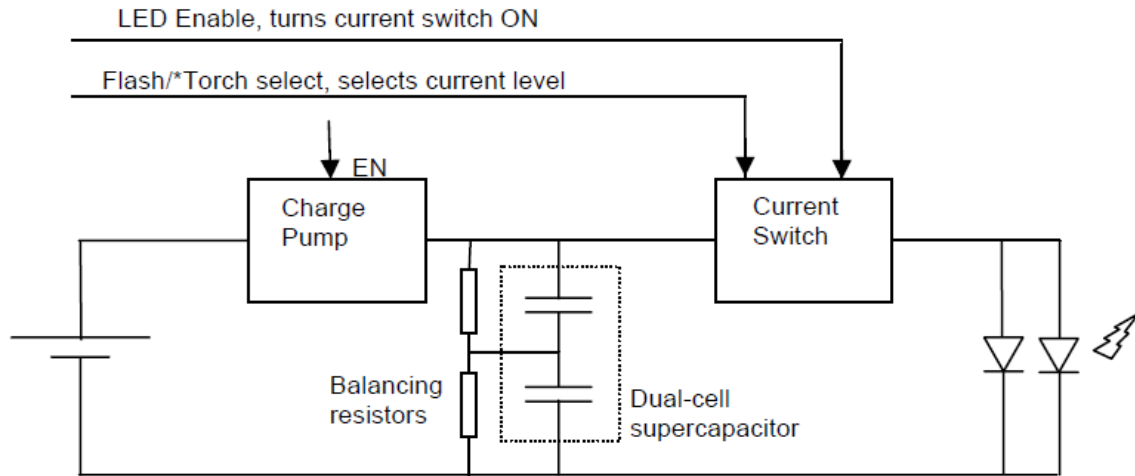 LED Enable, turns current switch ON
Flash/*Torch select, selects current level
EN
Charge
Pump
Current
Switch
Balancing
resistors
Dual-cell
supercapacitor